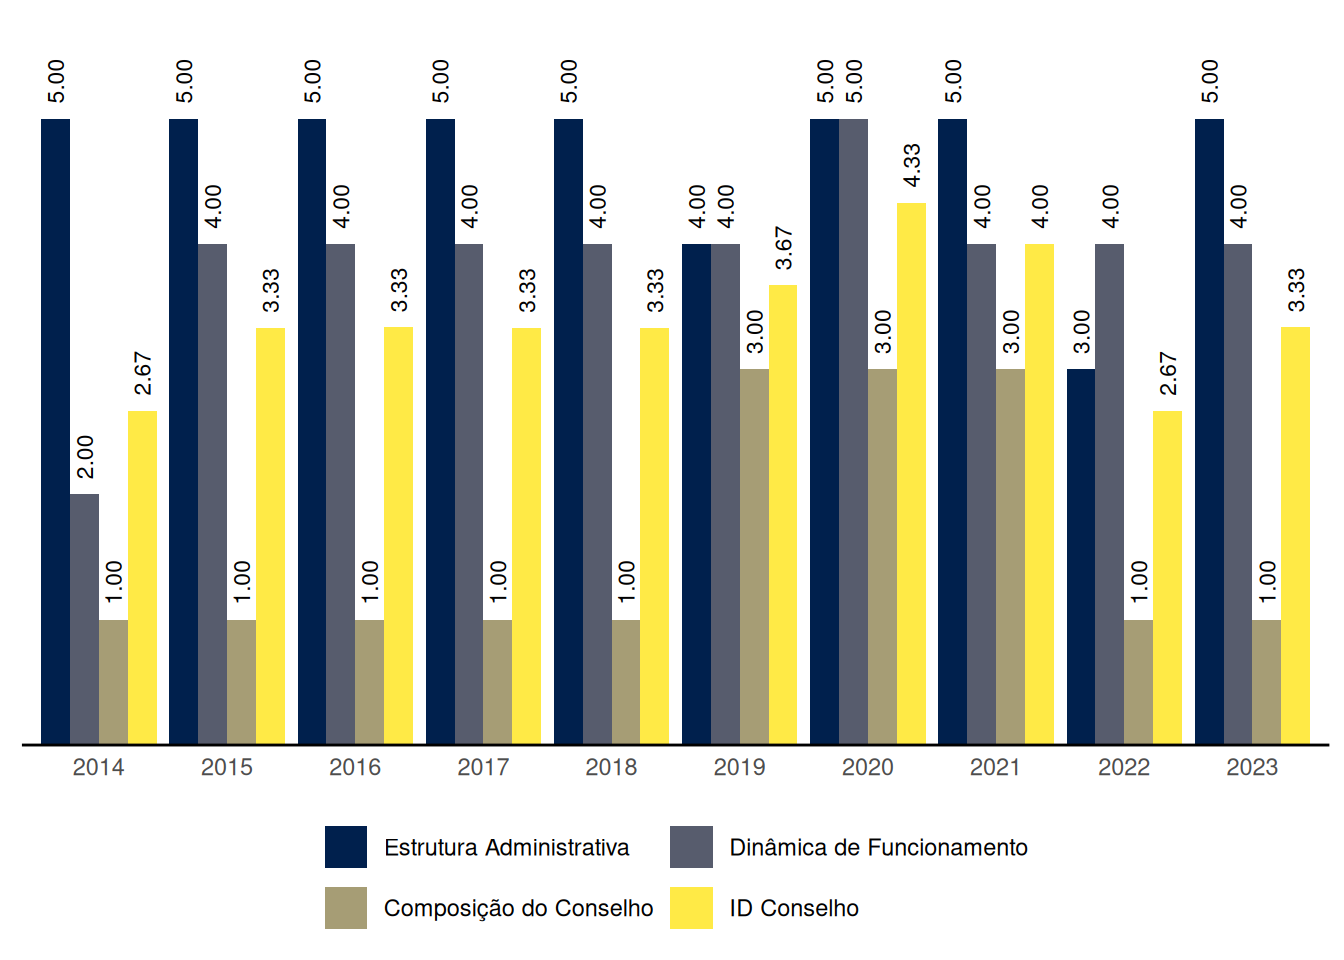 5.00 2.00 1.00 2.67
5.00 4.00 1.00 3.33
5.00 4.00 1.00 3.33
5.00 4.00 1.00 3.33
5.00 4.00 1.00 3.33
4.00 4.00 3.00 3.67
5.00 5.00 3.00 4.33
5.00 4.00 3.00 4.00
3.00 4.00 1.00 2.67
5.00 4.00 1.00 3.33
2014 2015 2016 2017 2018 2019 2020 2021 2022 2023
Estrutura Administrativa Dinâmica de Funcionamento
Composição do Conselho ID Conselho